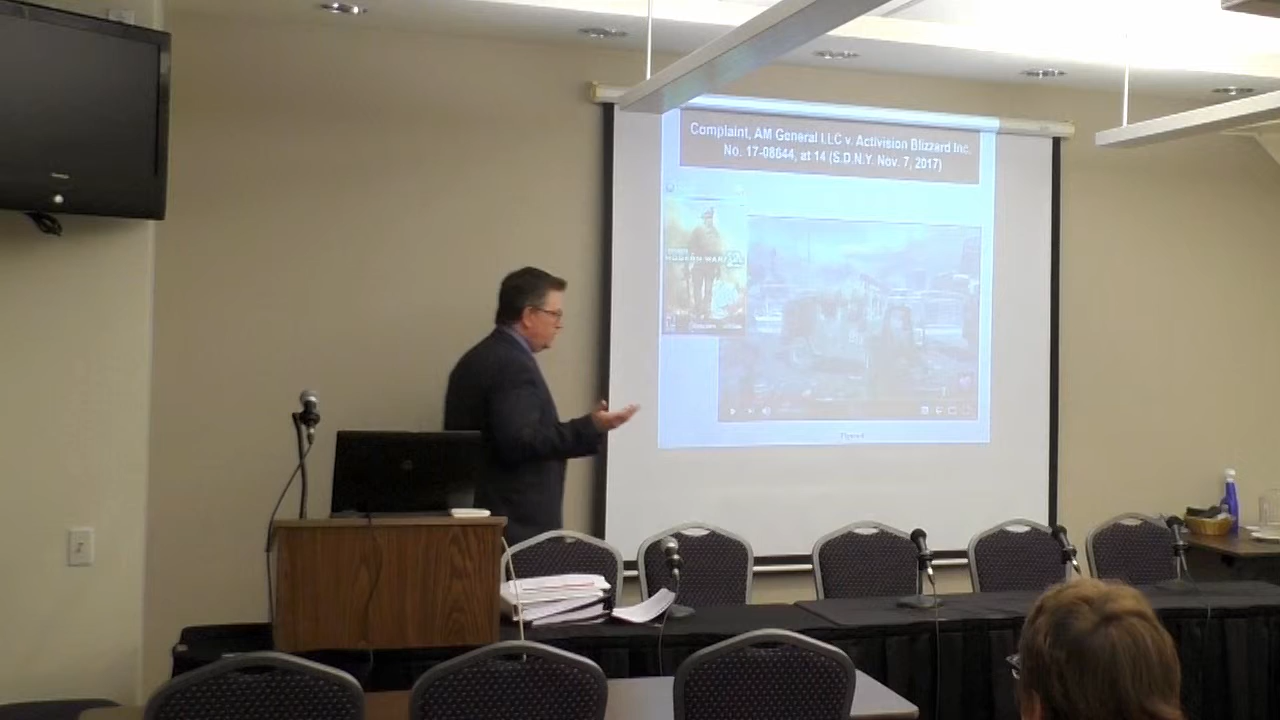 Complaint, AM General LLC v. Activision Blizzard Inc.
No. 17-08644, at 14 (S.D.N.Y. Nov. 7, 2017)
MODERN WARFARE